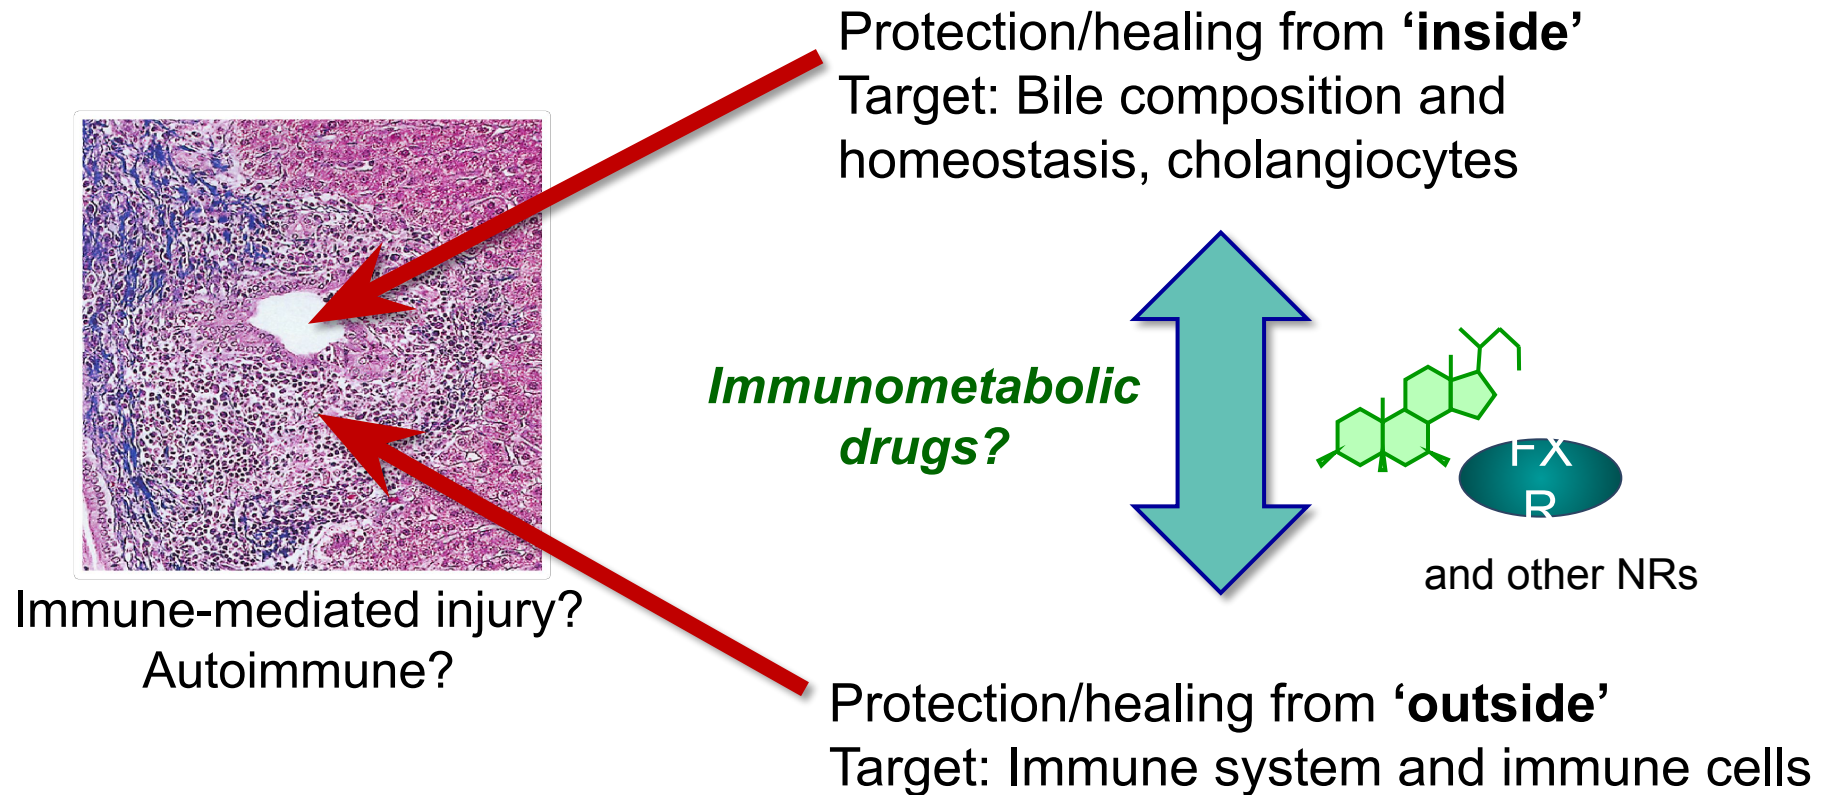 Protection/healing from ‘inside’
Target: Bile composition and
homeostasis, cholangiocytes
Immunometabolic
drugs?
FX
R
and other NRs
Immune-mediated injury?
Autoimmune?
Protection/healing from ‘outside’
Target: Immune system and immune cells